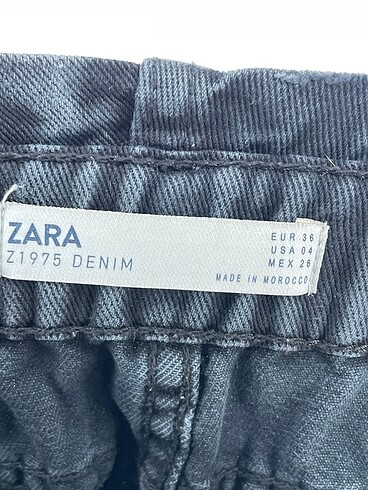 ZARA
Z1975 DENIM
EUR 36
USA 04
MEX 26
MADE IN MOROCCO